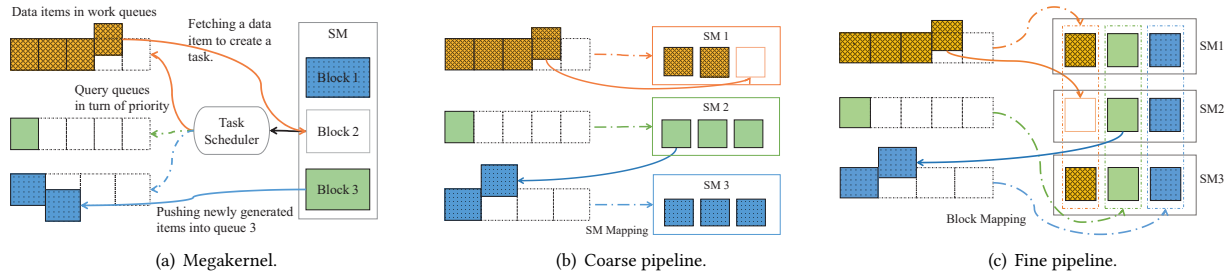 Data items in work queues
Fetching a data
item to create a
task.
SM
Block 1
Query queues
in turn of priority
Task
Scheduler
Block 2
Block 3
Pushing newly generated
items into queue 3
(a) Megakernel.
SM 1
SM 2
SM 3
SM Mapping
(b) Coarse pipeline.
SM1
SM2
SM3
Block Mapping
(c) Fine pipeline.